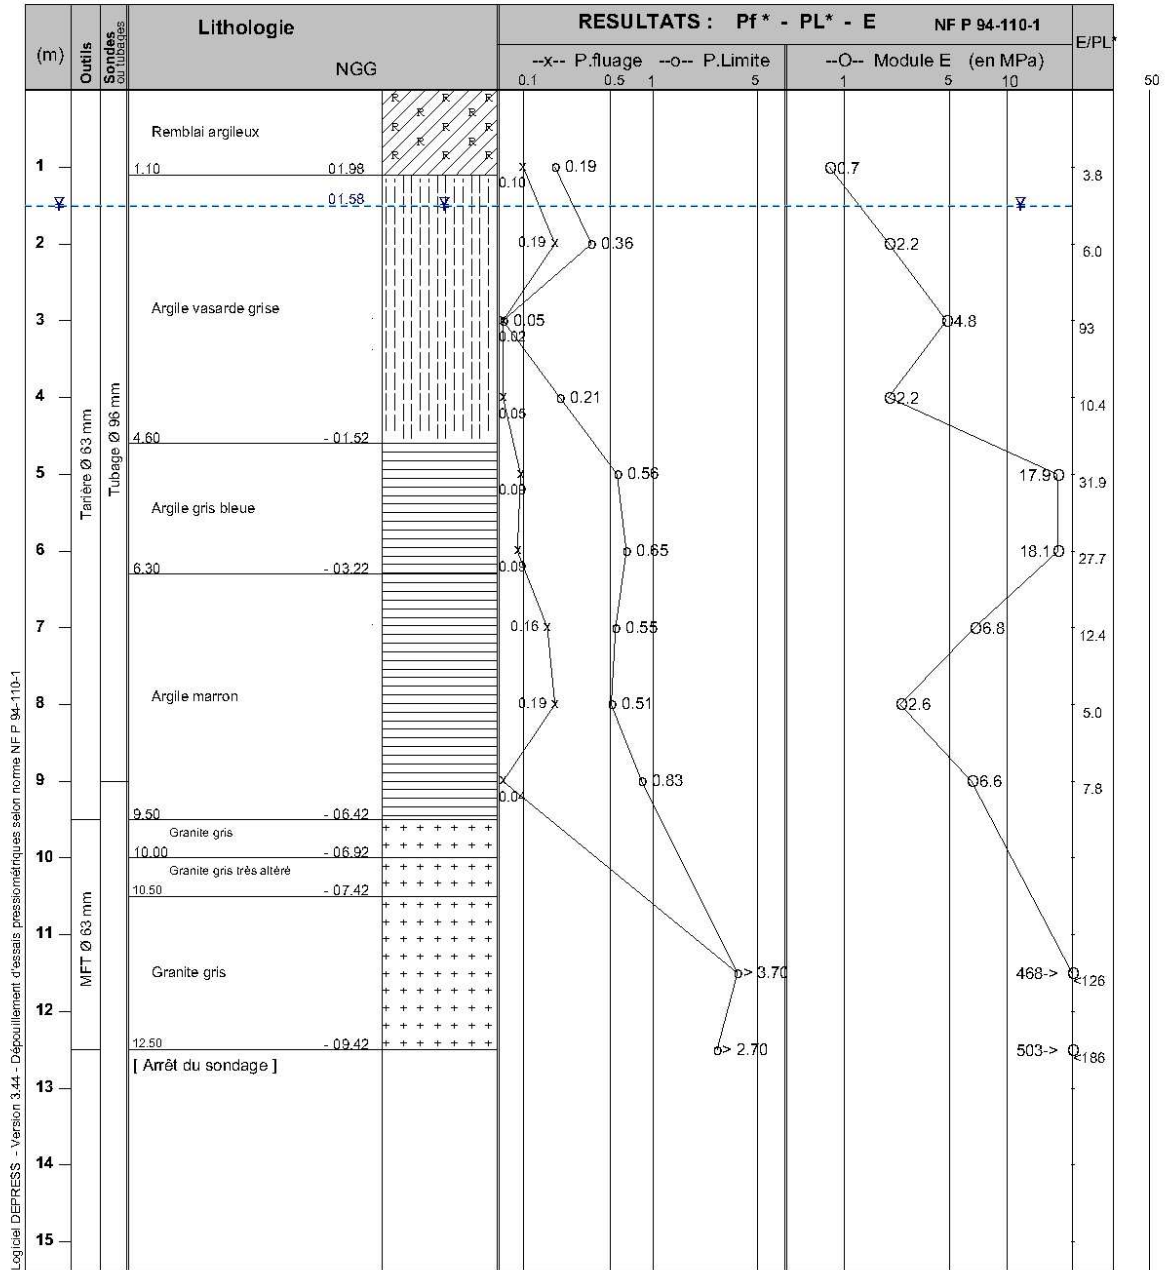 RESULTATS : Pf * - PL* - E NF P 94-110-1
Lithologie
(m)
Outils
Sondes
ou tubages
NGG
--x-- P.fluage --o-- P.Limite
--O-- Module E (en MPa)
E/PL*
0.1 0.5 1 5
1 5 10 50
R R R
R R
R R R
R R
R R R
Remblai argileux
1 0.19 0.7
1.10 01.98 0.10 3.8
01.58
2 0.19 x 0.36 2.2
6.0
Argile vasarde grise
3 0.05 4.8
0.02 93
4 0.21 2.2
0.05 10.4
4.60 - 01.52
5 0.56 17.9
0.09 31.9
Argile gris bleue
6 0.65 18.1
27.7
6.30 - 03.22 0.09
7 0.16 x 0.55 6.8
12.4
Argile marron
8 0.19 x 0.51 2.6
5.0
9 0.83 6.6
0.04 7.8
9.50 - 06.42
Granite gris
10 10.00 - 06.92
Granite gris très altéré
10.50 - 07.42
11
Granite gris > 3.70 468->
<126
12
12.50 - 09.42 > 2.70 503->
<186
[ Arrêt du sondage ]
13
14
15
Tarière Ø 63 mm
Tubage Ø 96 mm
MFT Ø 63 mm
Logiciel DEPRESS - Version 3.44 - Dépouillement d'essais pressiométriques selon norme NF P 94-110-1